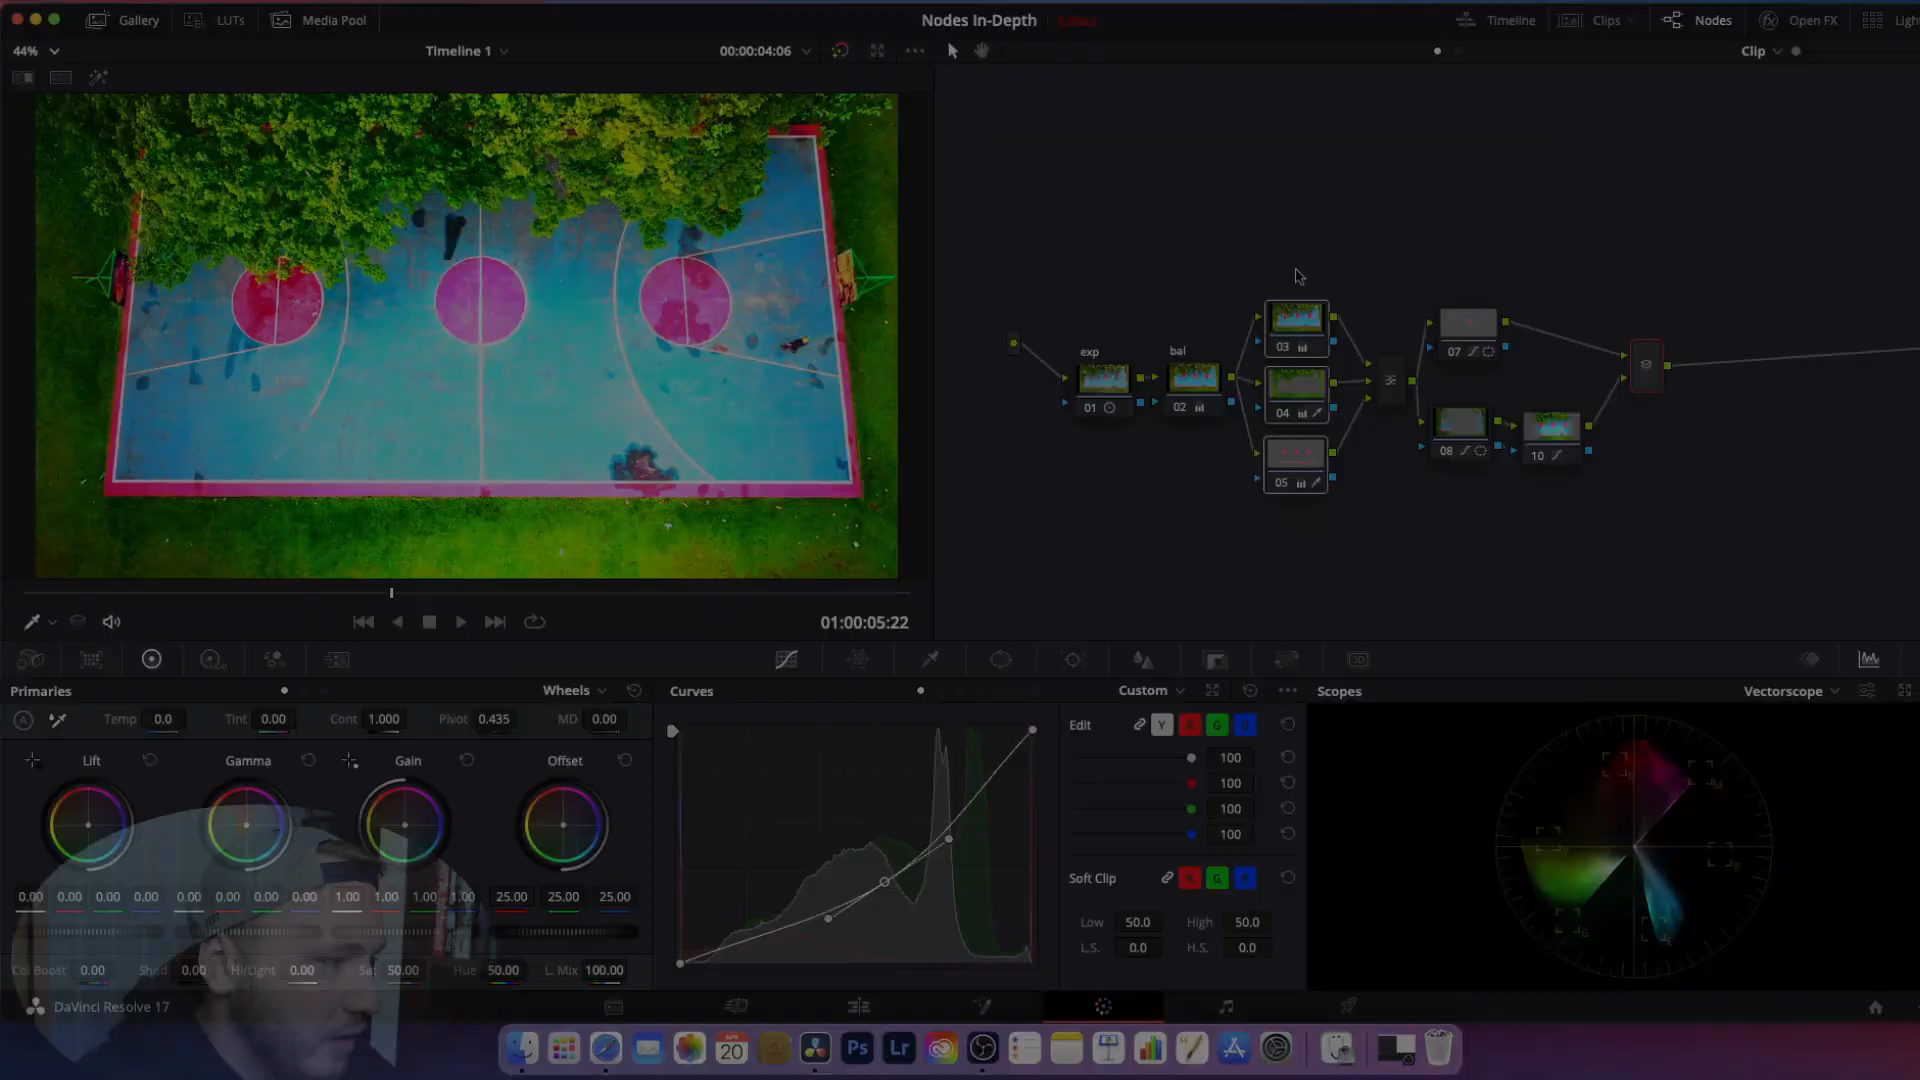 Gallery LUTs Media Pool Nodes In-Depth Edited Timeline Clips Nodes Open FX Light
44% Timeline 1 00:00:04:06 Clip
exp bal
01 02 03 04 05 07 08 10
01:00:05:22
Primaries Wheels Curves Custom Scopes Vectorscope
Temp 0.0 Tint 0.00 Cont 1.000 Pivot 0.435 MD 0.00
Edit Y R G B
Lift Gamma Gain Offset
100
100
100
100
Soft Clip R G B
0.00 0.00 0.00 0.00 0.00 0.00 0.00 0.00 1.00 1.00 1.00 1.00 25.00 25.00 25.00
Low 50.0 High 50.0
L.S. 0.0 H.S. 0.0
Col Boost 0.00 Shad 0.00 Hi/Light 0.00 Sat 50.00 Hue 50.00 L. Mix 100.00
DaVinci Resolve 17
APR
20
Ps Lr